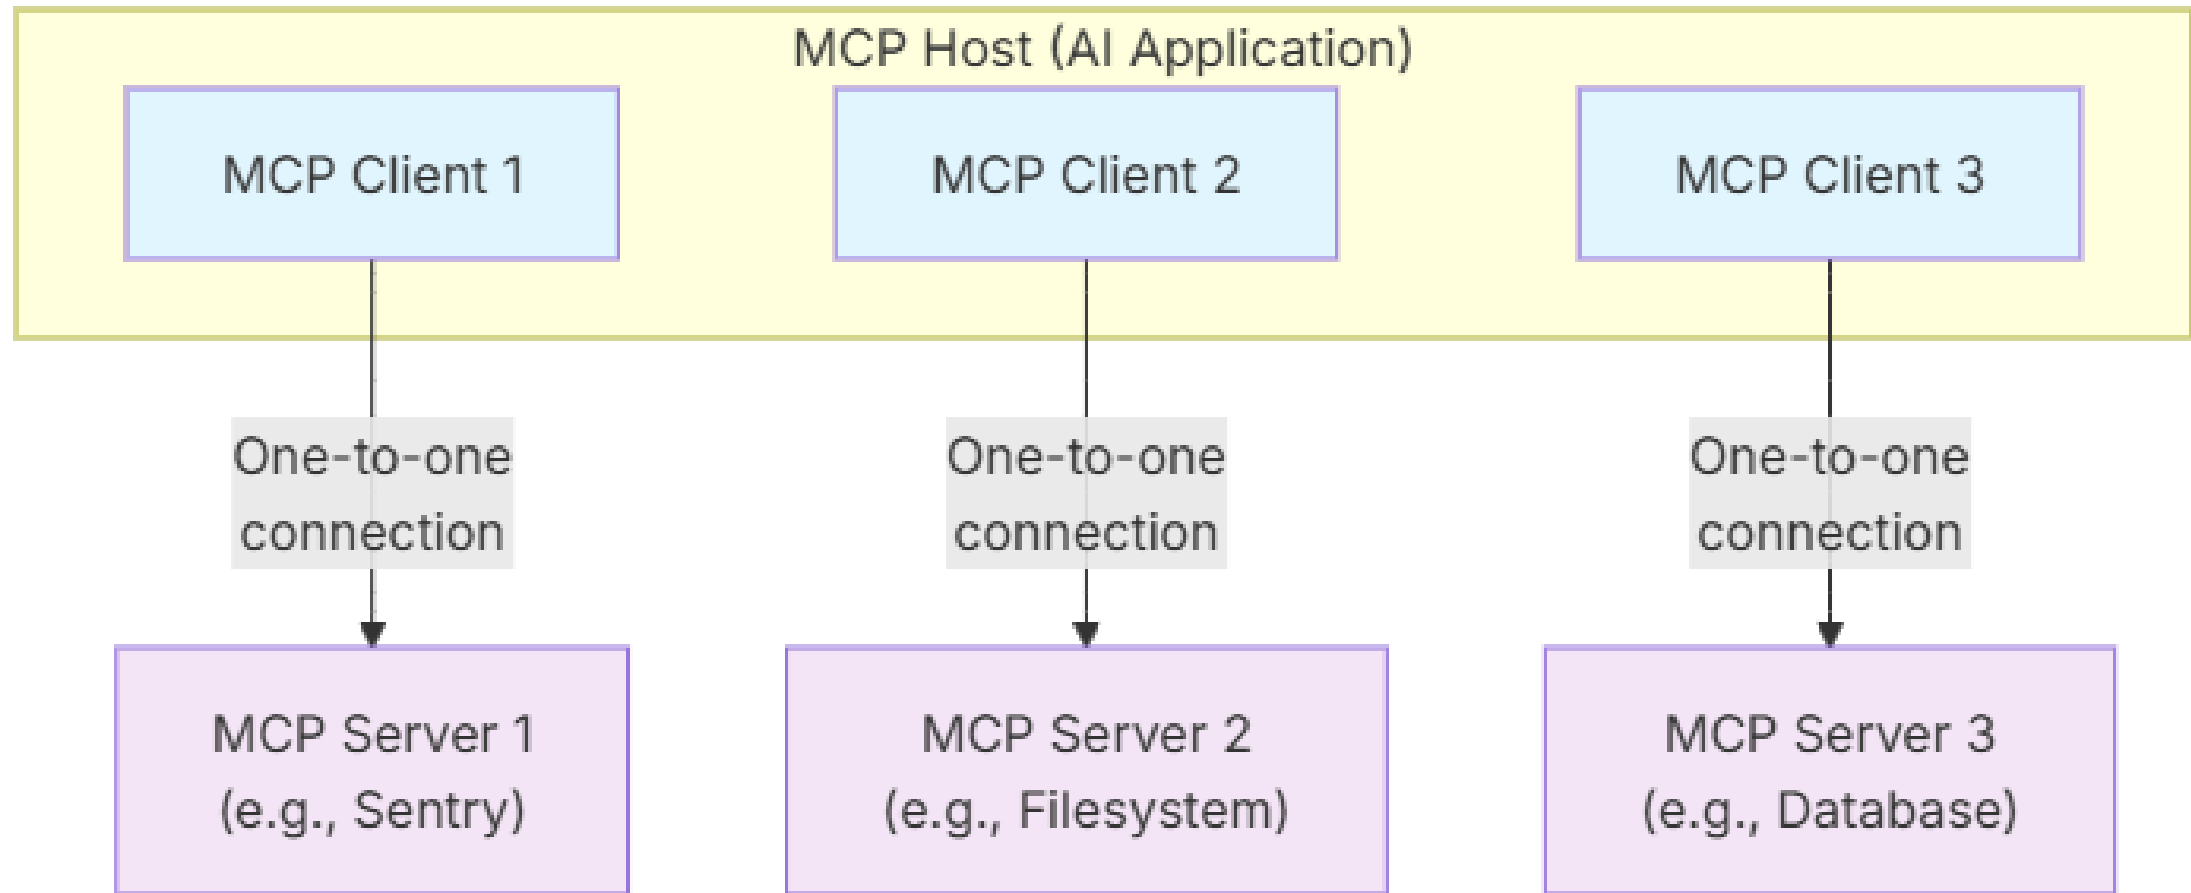 MCP Host (AI Application)
MCP Client 1
MCP Client 2
MCP Client 3
One-to-one
connection
One-to-one
connection
One-to-one
connection
MCP Server 1
(e.g., Sentry)
MCP Server 2
(e.g., Filesystem)
MCP Server 3
(e.g., Database)